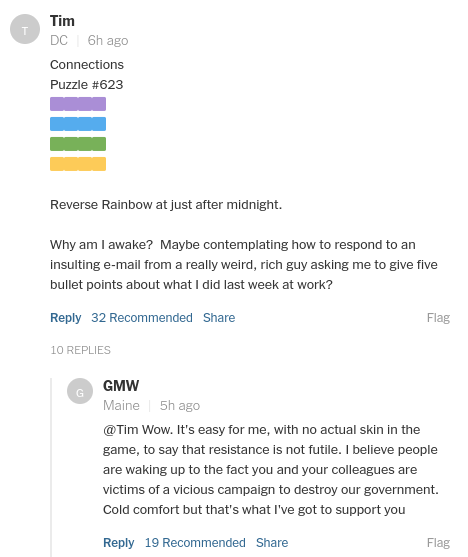 T
Tim
DC | 6h ago
Connections
Puzzle #623
Reverse Rainbow at just after midnight.
Why am I awake?  Maybe contemplating how to respond to an
insulting e-mail from a really weird, rich guy asking me to give five
bullet points about what I did last week at work?
Reply 32 Recommended Share Flag
10 REPLIES
G
GMW
Maine | 5h ago
@Tim Wow. It's easy for me, with no actual skin in the
game, to say that resistance is not futile. I believe people
are waking up to the fact you and your colleagues are
victims of a vicious campaign to destroy our government.
Cold comfort but that's what I've got to support you
Reply 19 Recommended Share Flag